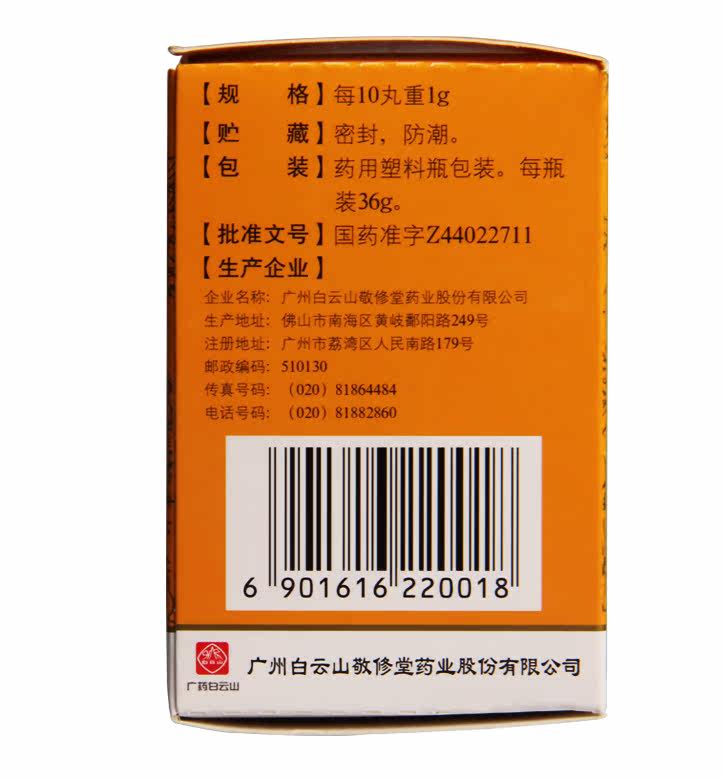 【规　　格】每10丸重1g
【贮　　藏】密封，防潮。
【包　　装】药用塑料瓶包装。每瓶
装36g。
【批准文号】国药准字Z44022711
【生产企业】
企业名称：广州白云山敬修堂药业股份有限公司
生产地址：佛山市南海区黄岐鄱阳路249号
注册地址：广州市荔湾区人民南路179号
邮政编码：510130
传真号码：（020）81864484
电话号码：（020）81882860
6 901616 220018
广药白云山
广州白云山敬修堂药业股份有限公司